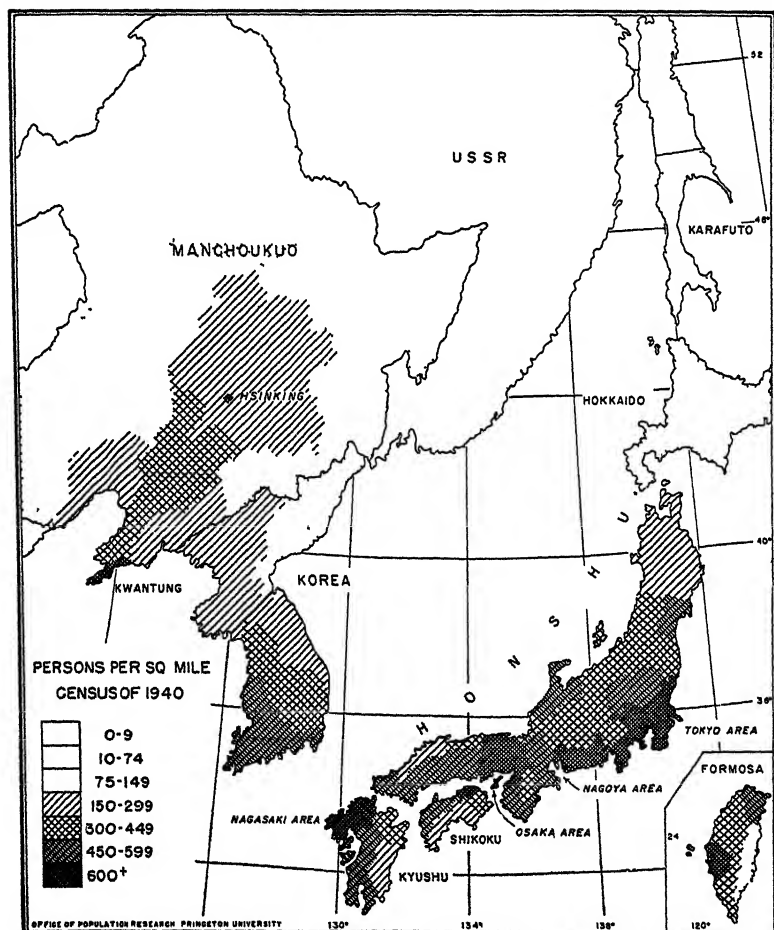 52
USSR
48°
KARAFUTO
MANCHOUKUO
HSINKING
HOKKAIDO
HONSHU
40°
KWANTUNG
KOREA
PERSONS PER SQ MILE
CENSUS OF 1940
0-9
10-74
75-149
150-299
300-449
450-599
600+
36°
TOKYO AREA
NAGOYA AREA
OSAKA AREA
NAGASAKI AREA
SHIKOKU
KYUSHU
FORMOSA
24
120°
130°
134°
138°
OFFICE OF POPULATION RESEARCH PRINCETON UNIVERSITY